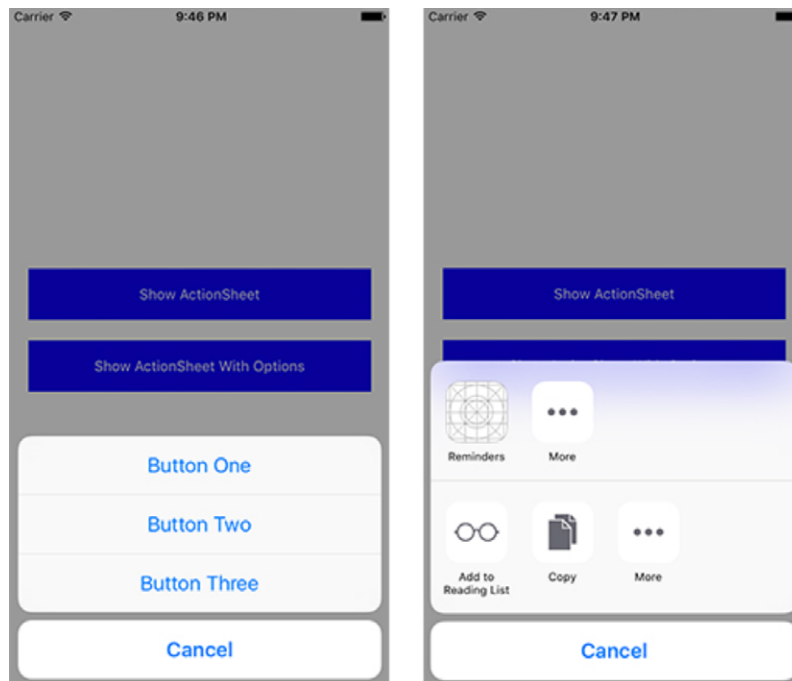 Carrier 9:46 PM
Show ActionSheet
Show ActionSheet With Options
Button One
Button Two
Button Three
Cancel
Carrier 9:47 PM
Show ActionSheet
Reminders
More
Add to
Reading List
Copy
More
Cancel